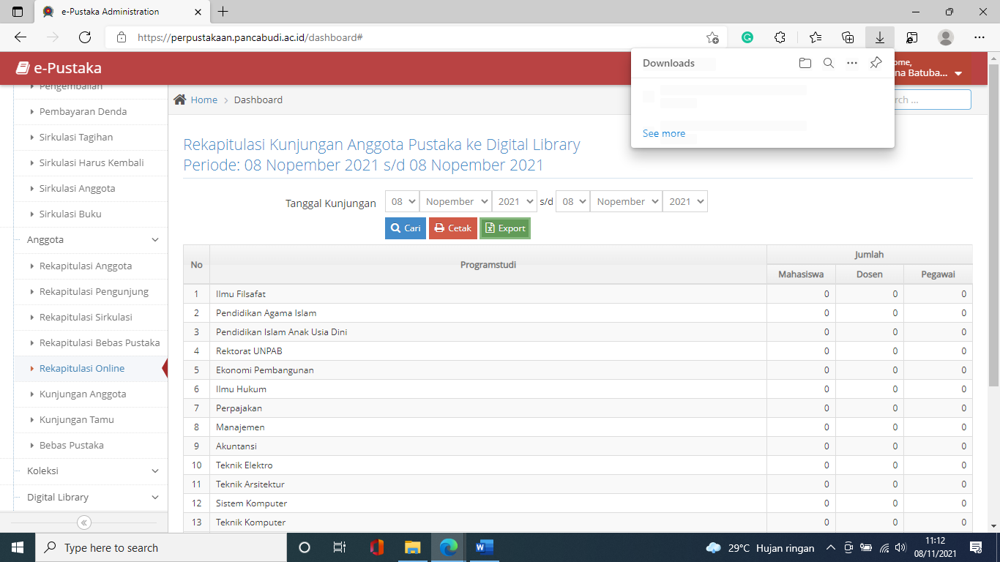 e-Pustaka Administration
https://perpustakaan.pancabudi.ac.id/dashboard#
Downloads
See more
e-Pustaka
ome,
na Batuba...
Pengembalian
Pembayaran Denda
Sirkulasi Tagihan
Sirkulasi Harus Kembali
Sirkulasi Anggota
Sirkulasi Buku
Anggota
Rekapitulasi Anggota
Rekapitulasi Pengunjung
Rekapitulasi Sirkulasi
Rekapitulasi Bebas Pustaka
Rekapitulasi Online
Kunjungan Anggota
Kunjungan Tamu
Bebas Pustaka
Koleksi
Digital Library
Home > Dashboard
rch ...
Rekapitulasi Kunjungan Anggota Pustaka ke Digital Library
Periode: 08 Nopember 2021 s/d 08 Nopember 2021
Tanggal Kunjungan 08 Nopember 2021 s/d 08 Nopember 2021
Cari Cetak Export
No Programstudi Jumlah
Mahasiswa Dosen Pegawai
1 Ilmu Filsafat 0 0 0
2 Pendidikan Agama Islam 0 0 0
3 Pendidikan Islam Anak Usia Dini 0 0 0
4 Rektorat UNPAB 0 0 0
5 Ekonomi Pembangunan 0 0 0
6 Ilmu Hukum 0 0 0
7 Perpajakan 0 0 0
8 Manajemen 0 0 0
9 Akuntansi 0 0 0
10 Teknik Elektro 0 0 0
11 Teknik Arsitektur 0 0 0
12 Sistem Komputer 0 0 0
13 Teknik Komputer 0 0 0
Type here to search
29°C Hujan ringan
11:12
08/11/2021